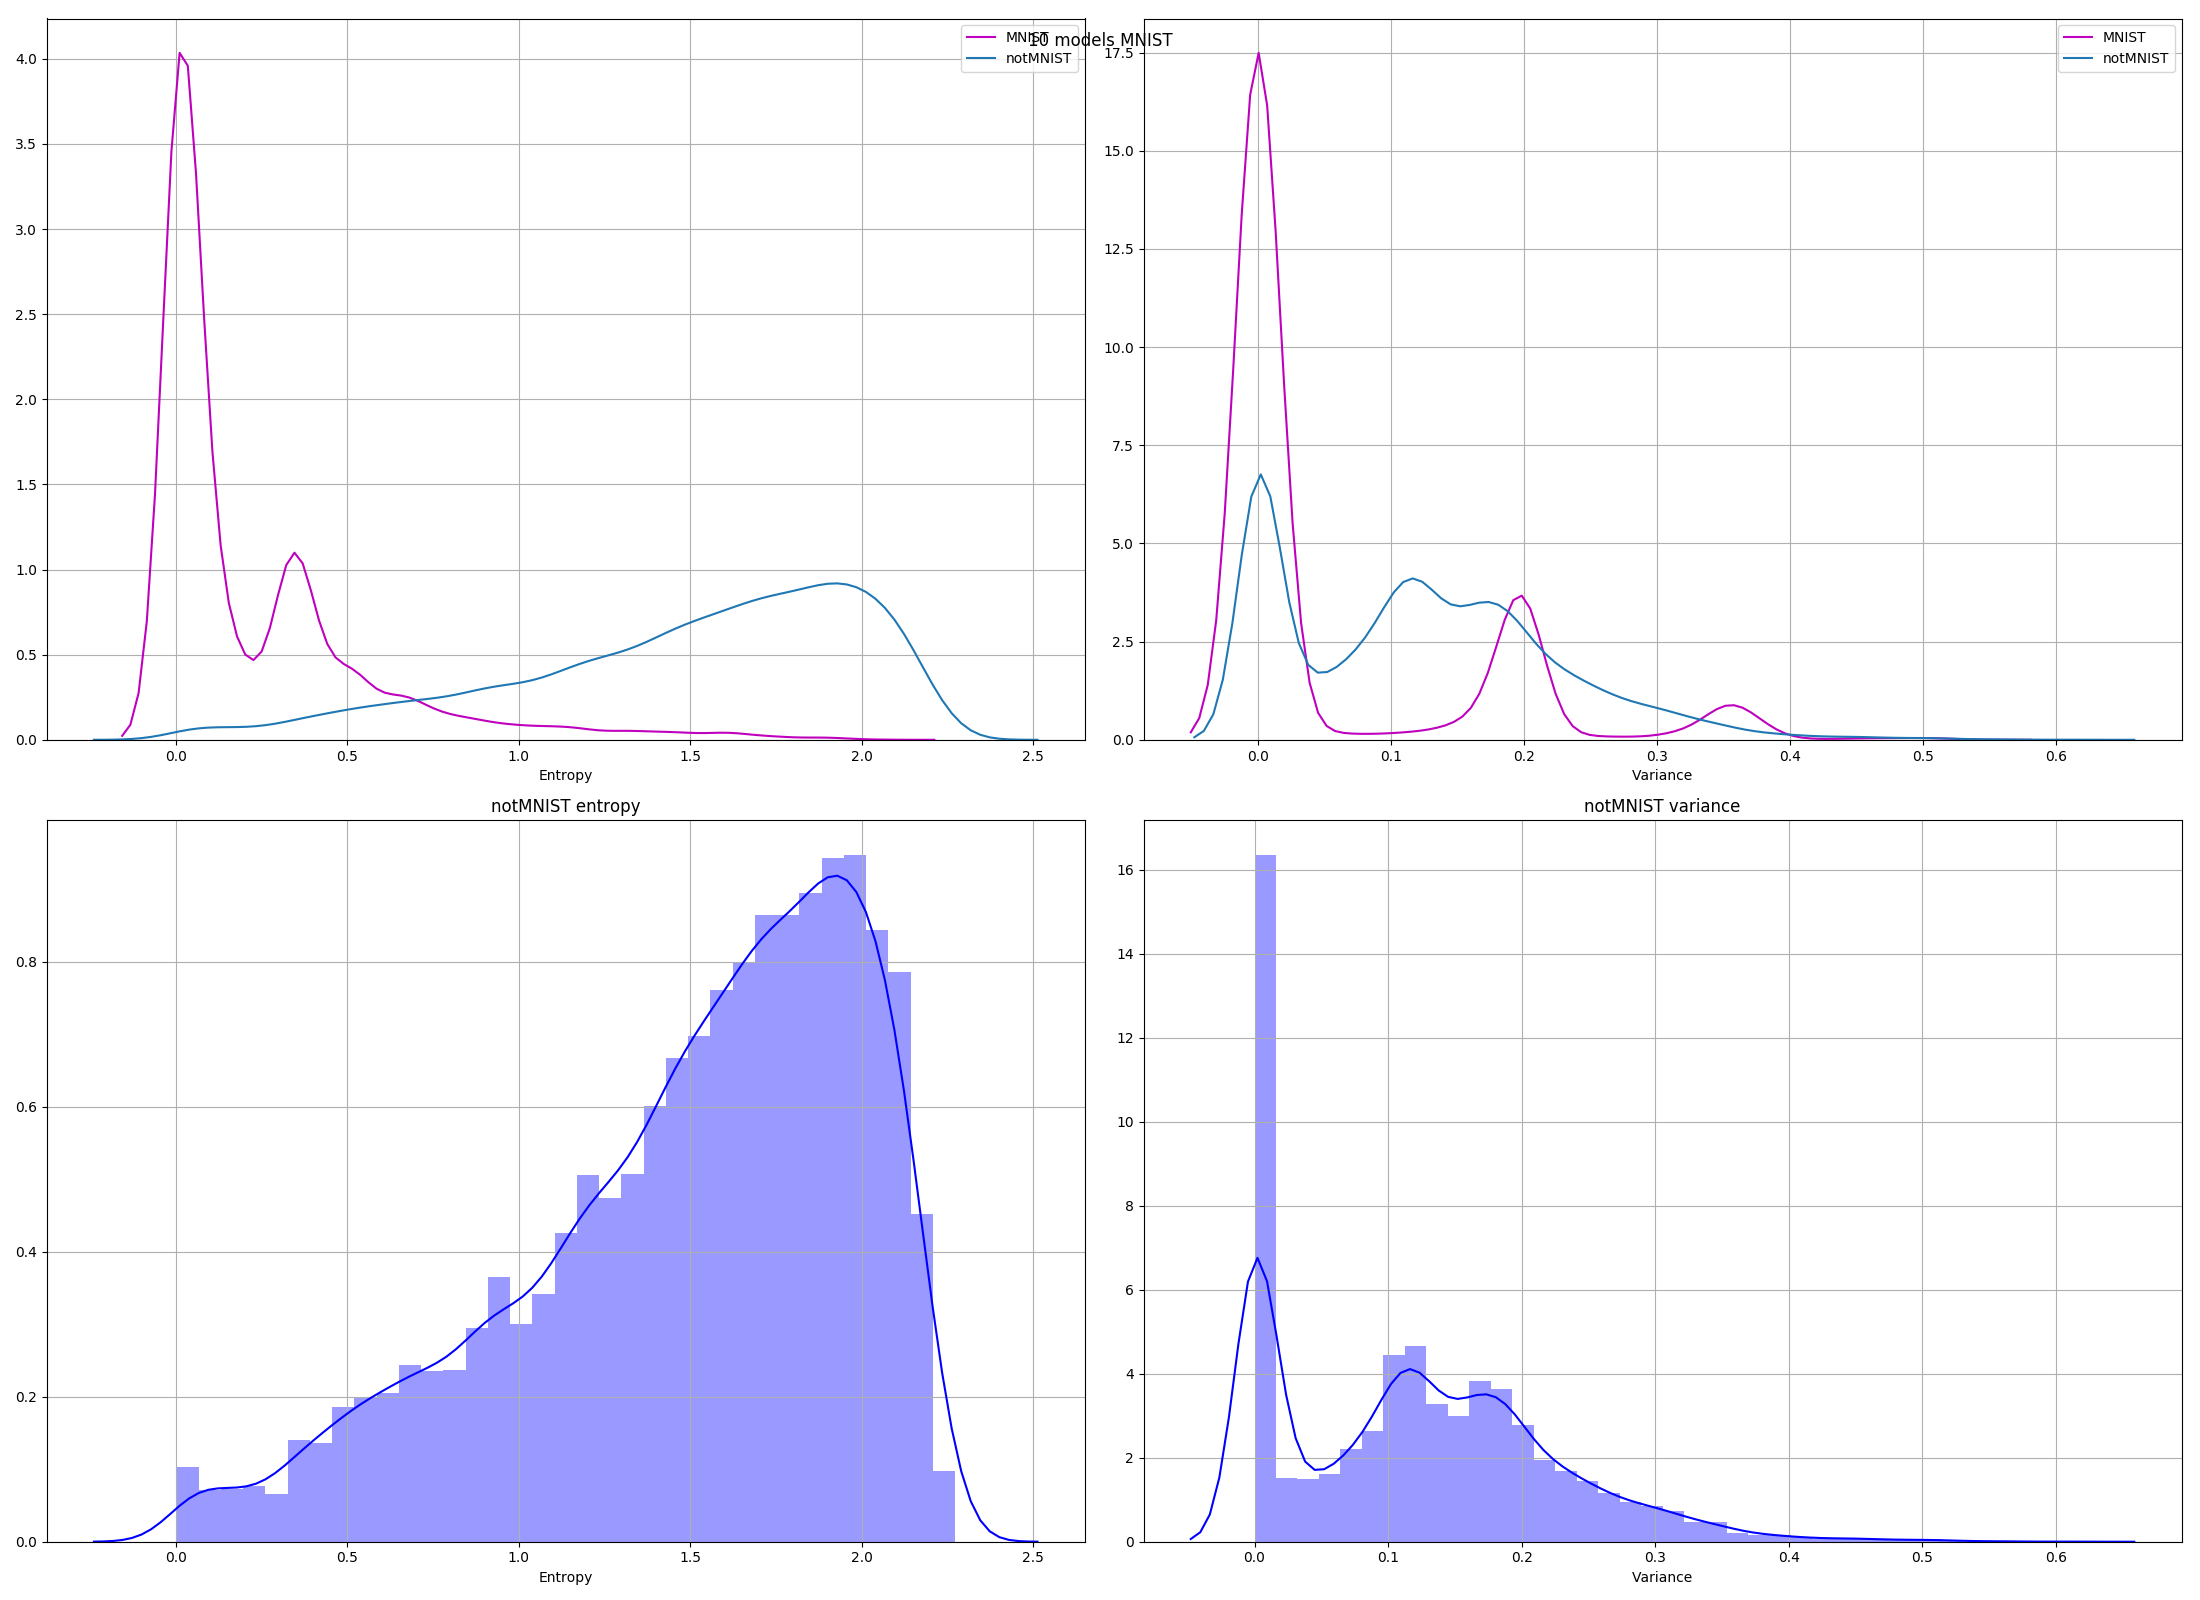 10 models MNIST
MNIST
notMNIST
4.0
3.5
3.0
2.5
2.0
1.5
1.0
0.5
0.0
0.0 0.5 1.0 1.5 2.0 2.5
Entropy
MNIST
notMNIST
17.5
15.0
12.5
10.0
7.5
5.0
2.5
0.0
0.0 0.1 0.2 0.3 0.4 0.5 0.6
Variance
notMNIST entropy
0.8
0.6
0.4
0.2
0.0
0.0 0.5 1.0 1.5 2.0 2.5
Entropy
notMNIST variance
16
14
12
10
8
6
4
2
0
0.0 0.1 0.2 0.3 0.4 0.5 0.6
Variance